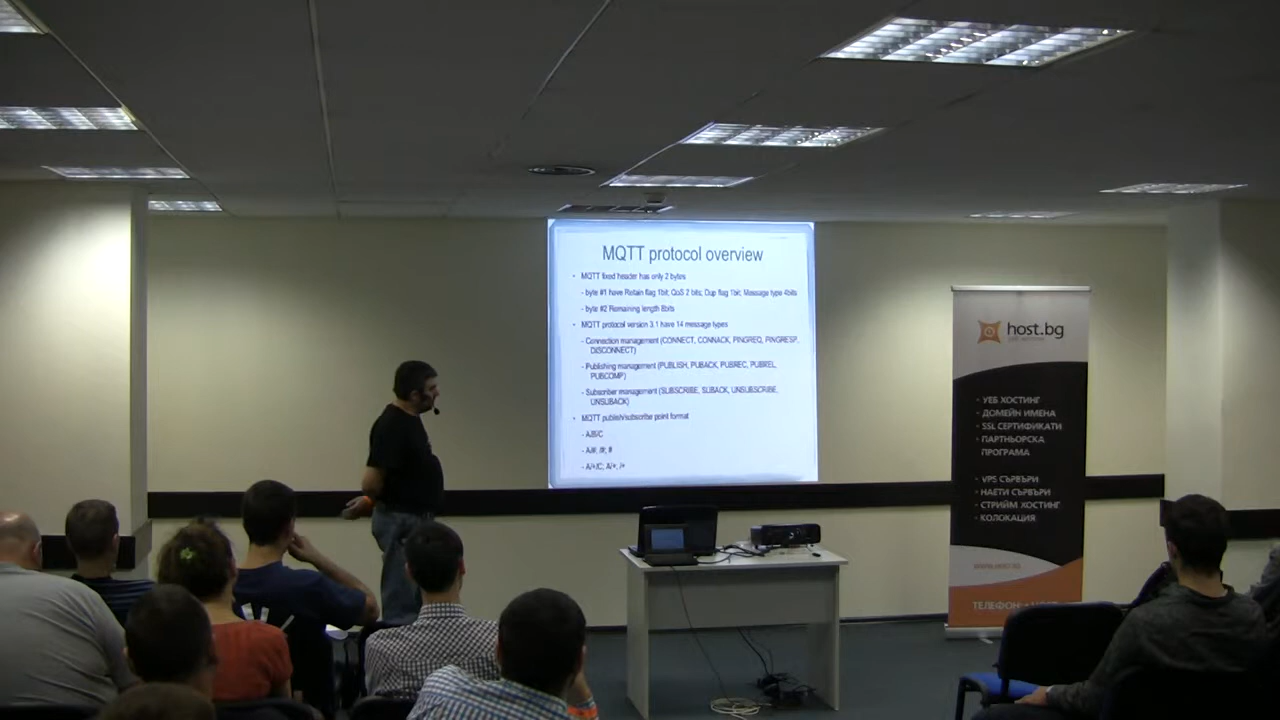 MQTT protocol overview
• MQTT fixed header has only 2 bytes
- byte #1 have Retain flag 1bit; QoS 2 bits; Dup flag 1bit; Message type 4bits
- byte #2 Remaining length 8bits
• MQTT protocol version 3.1 have 14 message types
- Connection management (CONNECT, CONNACK, PINGREQ, PINGRESP,
DISCONNECT)
- Publishing management (PUBLISH, PUBACK, PUBREC, PUBREL,
PUBCOMP)
- Subscriber management (SUBSCRIBE, SUBACK, UNSUBSCRIBE,
UNSUBACK)
• MQTT publish/subscribe point format
- A/B/C
- A/#; /#; #
- A/+/C; A/+; /+
host.bg
• УЕБ ХОСТИНГ
• ДОМЕЙН ИМЕНА
• SSL СЕРТИФИКАТИ
• ПАРТНЬОРСКА
ПРОГРАМА
• VPS СЪРВЪРИ
• НАЕТИ СЪРВЪРИ
• СТРИЙМ ХОСТИНГ
• КОЛОКАЦИЯ
www.host.bg